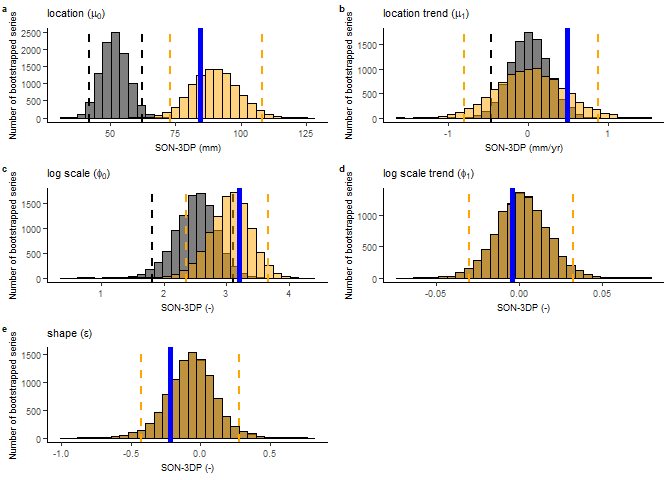 a
location (μ0)
Number of bootstrapped series
2500
2000
1500
1000
500
0
50
75
100
125
SON-3DP (mm)
b
location trend (μ1)
Number of bootstrapped series
1500
1000
500
0
-1
0
1
SON-3DP (mm/yr)
c
log scale (ϕ0)
Number of bootstrapped series
1500
1000
500
0
1
2
3
4
SON-3DP (-)
d
log scale trend (ϕ1)
Number of bootstrapped series
1000
500
0
-0.05
0.00
0.05
SON-3DP (-)
e
shape (ε)
Number of bootstrapped series
1500
1000
500
0
-1.0
-0.5
0.0
0.5
SON-3DP (-)